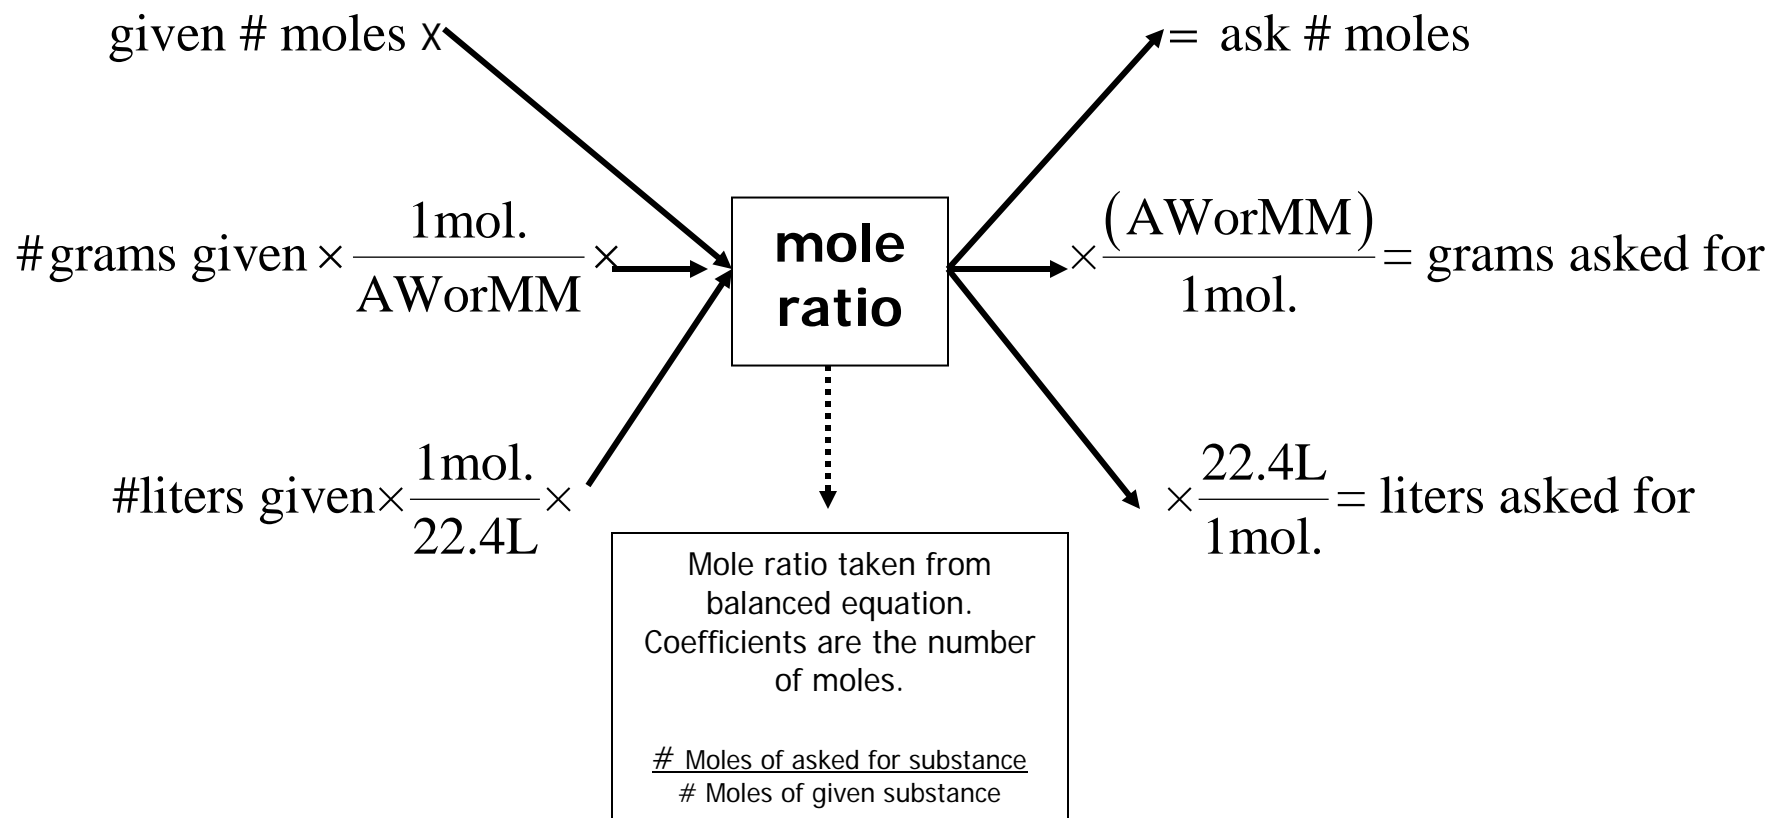 given # moles x
= ask # moles
#grams given × 1mol. / AWorMM ×
mole
ratio
× (AWorMM) / 1mol. = grams asked for
#liters given × 1mol. / 22.4L ×
× 22.4L / 1mol. = liters asked for
Mole ratio taken from
balanced equation.
Coefficients are the number
of moles.
# Moles of asked for substance
# Moles of given substance